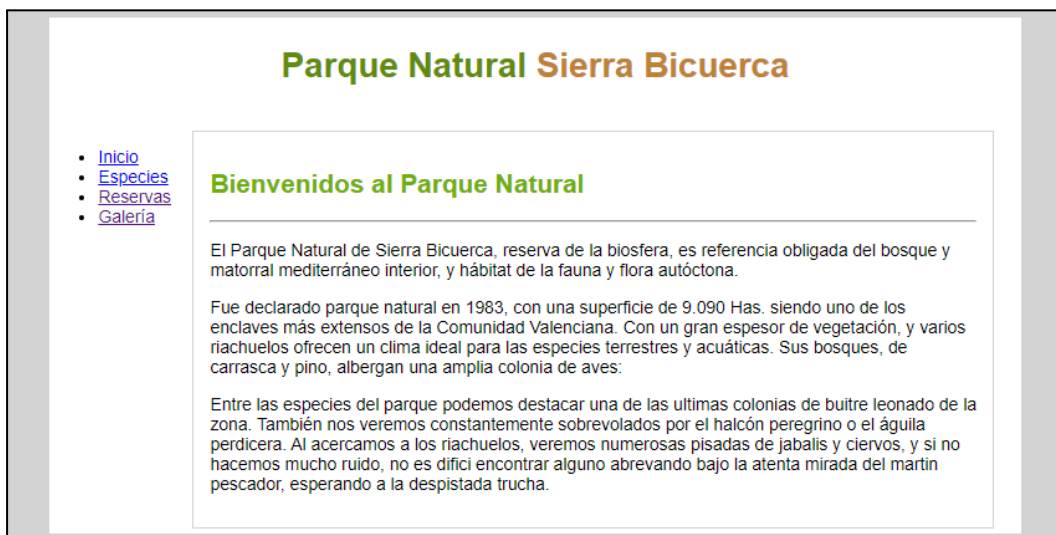 Parque Natural Sierra Bicuerca
Inicio
Especies
Reservas
Galería
Bienvenidos al Parque Natural
El Parque Natural de Sierra Bicuerca, reserva de la biosfera, es referencia obligada del bosque y
matorral mediterráneo interior, y hábitat de la fauna y flora autóctona.
Fue declarado parque natural en 1983, con una superficie de 9.090 Has. siendo uno de los
enclaves más extensos de la Comunidad Valenciana. Con un gran espesor de vegetación, y varios
riachuelos ofrecen un clima ideal para las especies terrestres y acuáticas. Sus bosques, de
carrasca y pino, albergan una amplia colonia de aves:
Entre las especies del parque podemos destacar una de las ultimas colonias de buitre leonado de la
zona. También nos veremos constantemente sobrevolados por el halcón peregrino o el águila
perdicera. Al acercamos a los riachuelos, veremos numerosas pisadas de jabalis y ciervos, y si no
hacemos mucho ruido, no es difici encontrar alguno abrevando bajo la atenta mirada del martin
pescador, esperando a la despistada trucha.